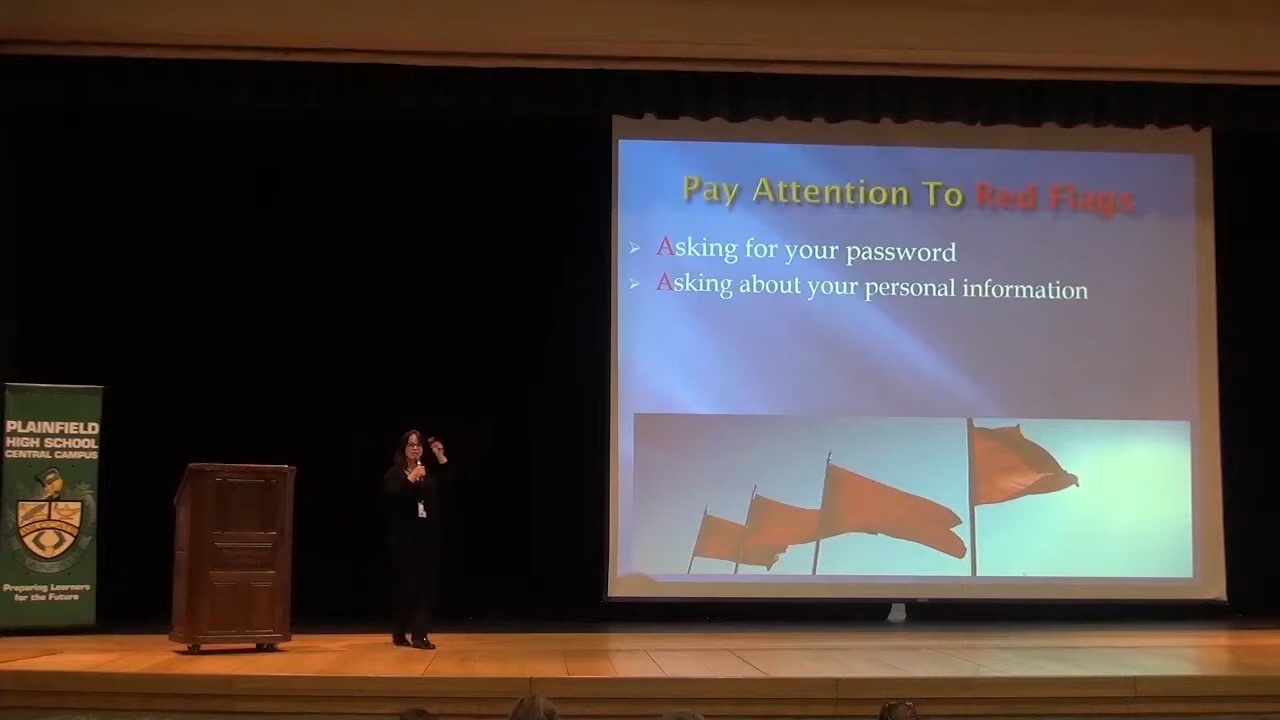 Pay Attention To Red Flags
Asking for your password
Asking about your personal information
PLAINFIELD
HIGH SCHOOL
CENTRAL CAMPUS
Preparing Learners
for the Future